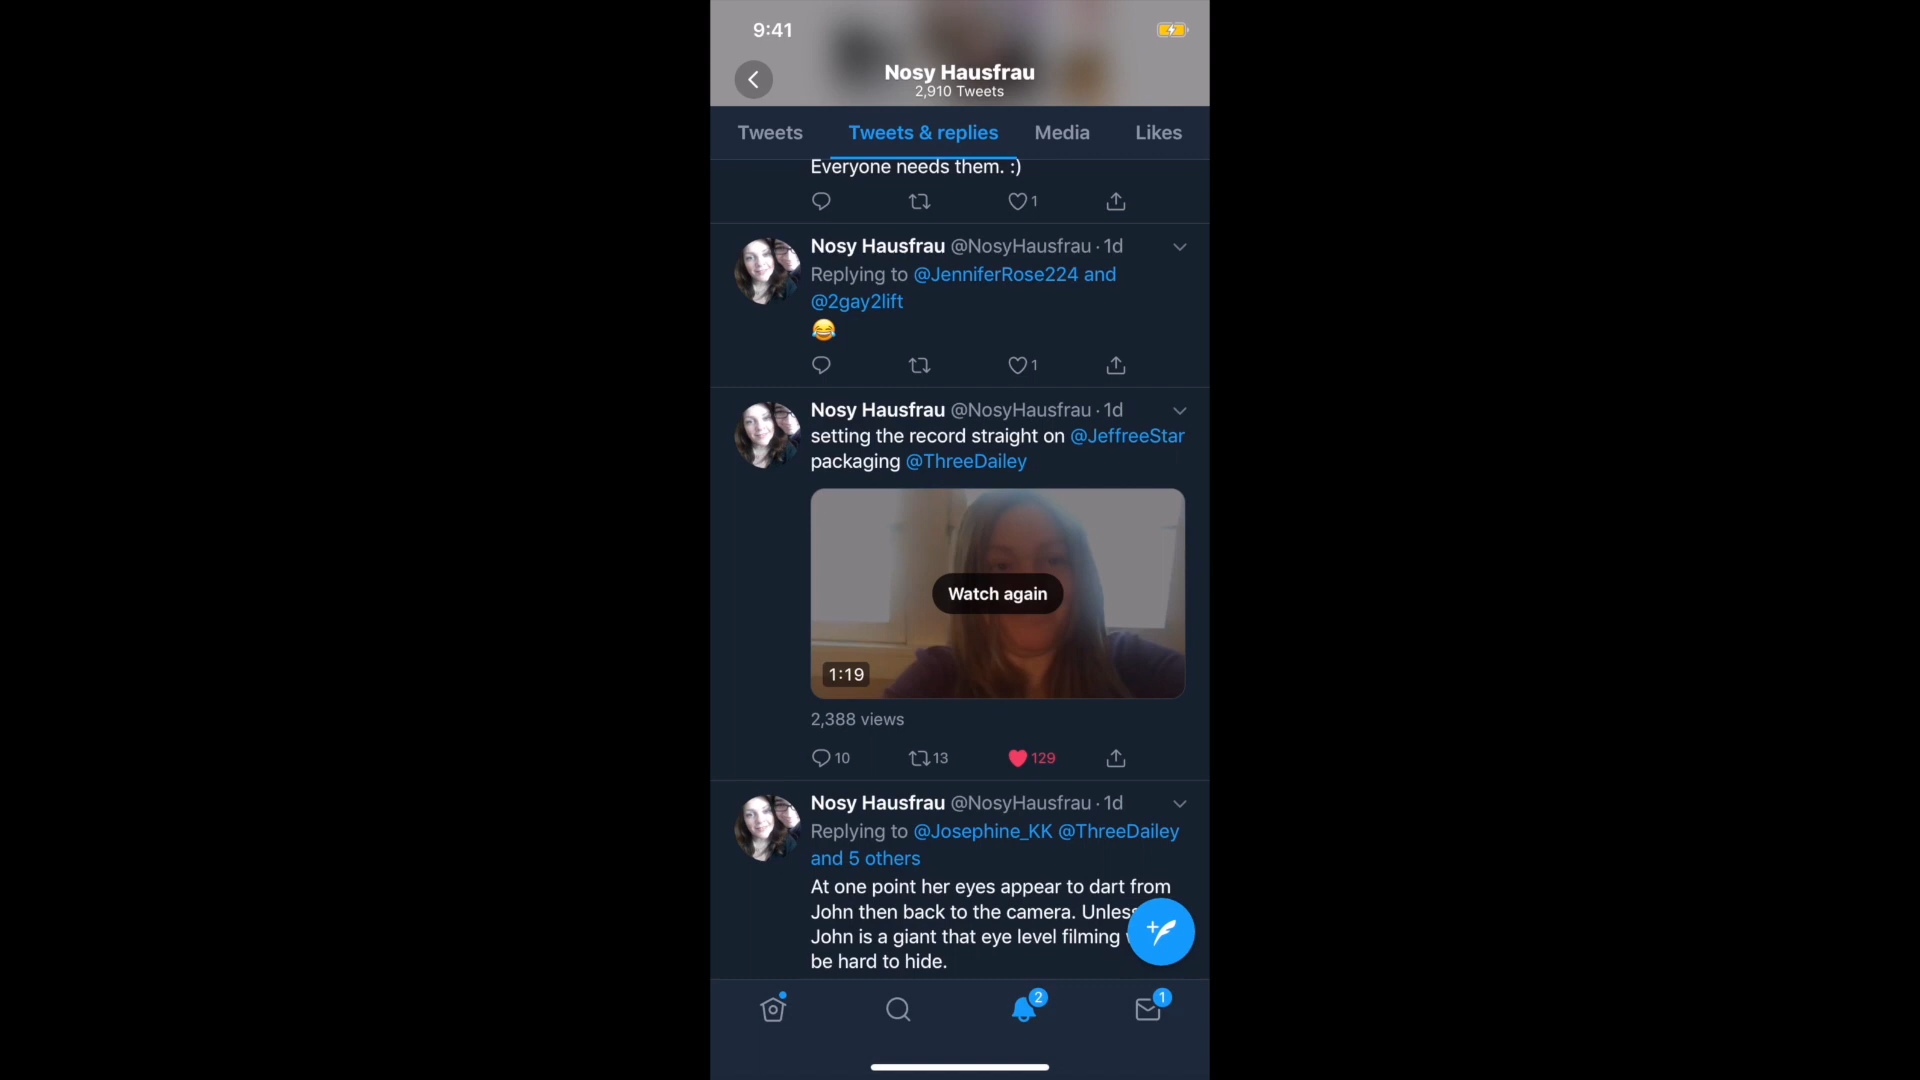 9:41
Nosy Hausfrau
2,910 Tweets
Tweets
Tweets & replies
Media
Likes
Everyone needs them. :)
1
Nosy Hausfrau @NosyHausfrau · 1d
Replying to @JenniferRose224 and
@2gay2lift
😂
1
Nosy Hausfrau @NosyHausfrau · 1d
setting the record straight on @JeffreeStar
packaging @ThreeDailey
Watch again
1:19
2,388 views
10
13
129
Nosy Hausfrau @NosyHausfrau · 1d
Replying to @Josephine_KK @ThreeDailey
and 5 others
At one point her eyes appear to dart from
John then back to the camera. Unless
John is a giant that eye level filming
be hard to hide.
2
1